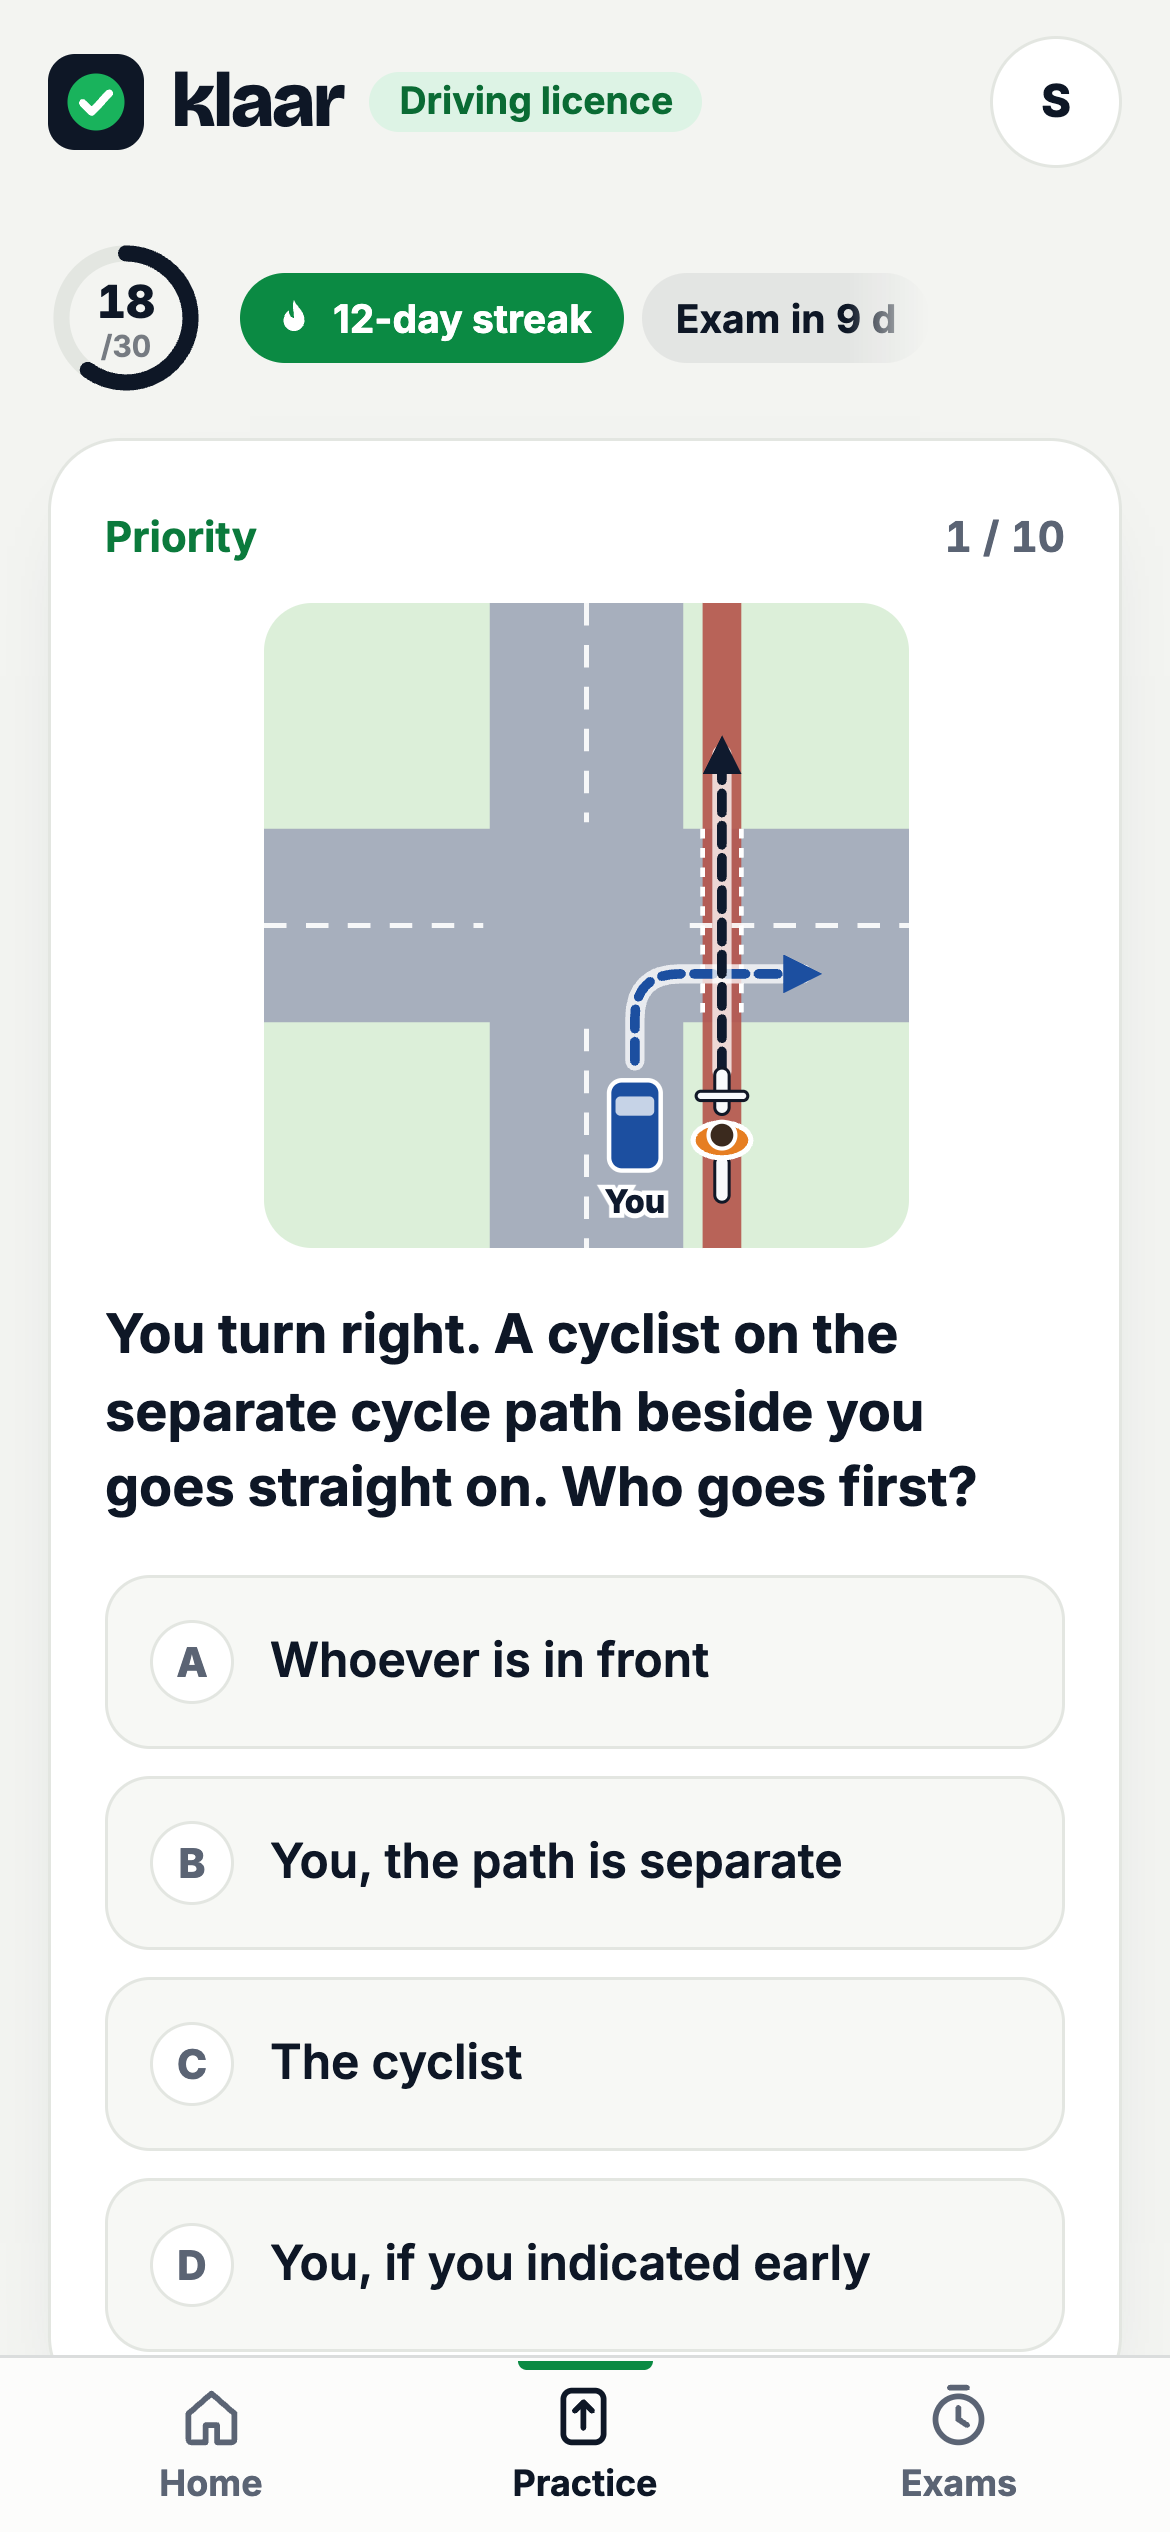 klaar
Driving licence
S
18
/30
12-day streak
Exam in 9 d
Priority
1 / 10
You
You turn right. A cyclist on the
separate cycle path beside you
goes straight on. Who goes first?
A
Whoever is in front
B
You, the path is separate
C
The cyclist
D
You, if you indicated early
Home
Practice
Exams